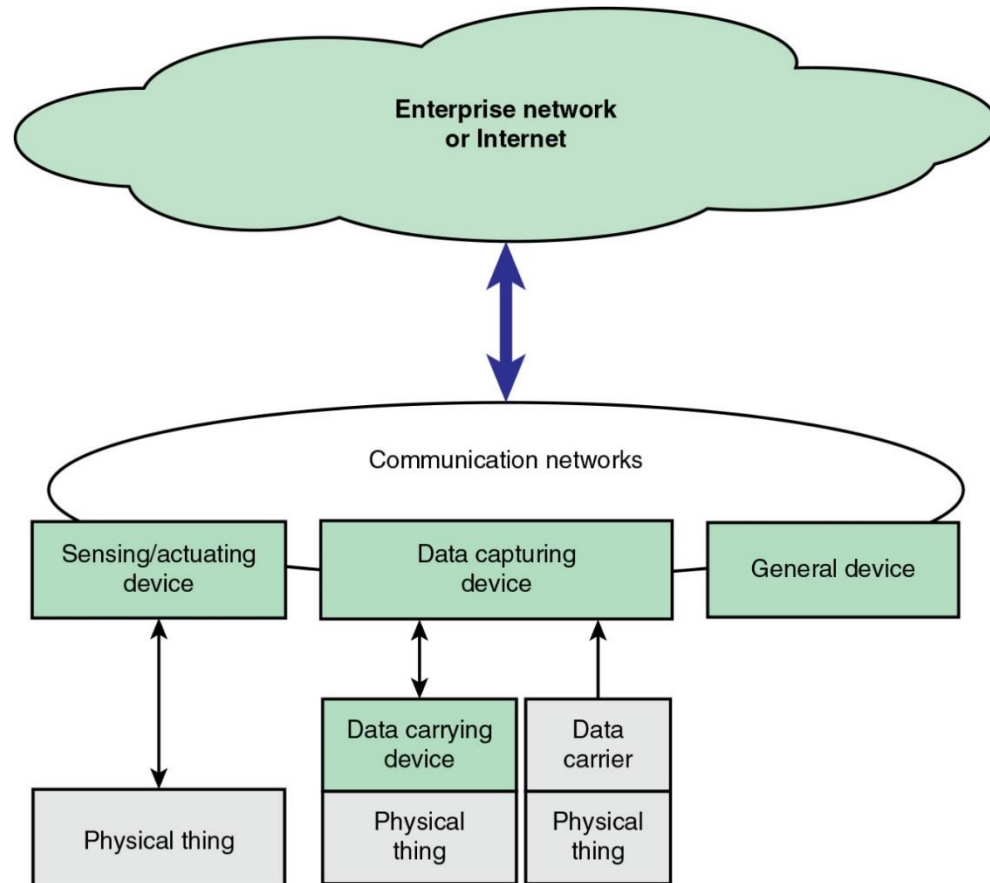 Enterprise network
or Internet
Communication networks
Sensing/actuating
device
Data capturing
device
General device
Data carrying
device
Data
carrier
Physical thing
Physical
thing
Physical
thing